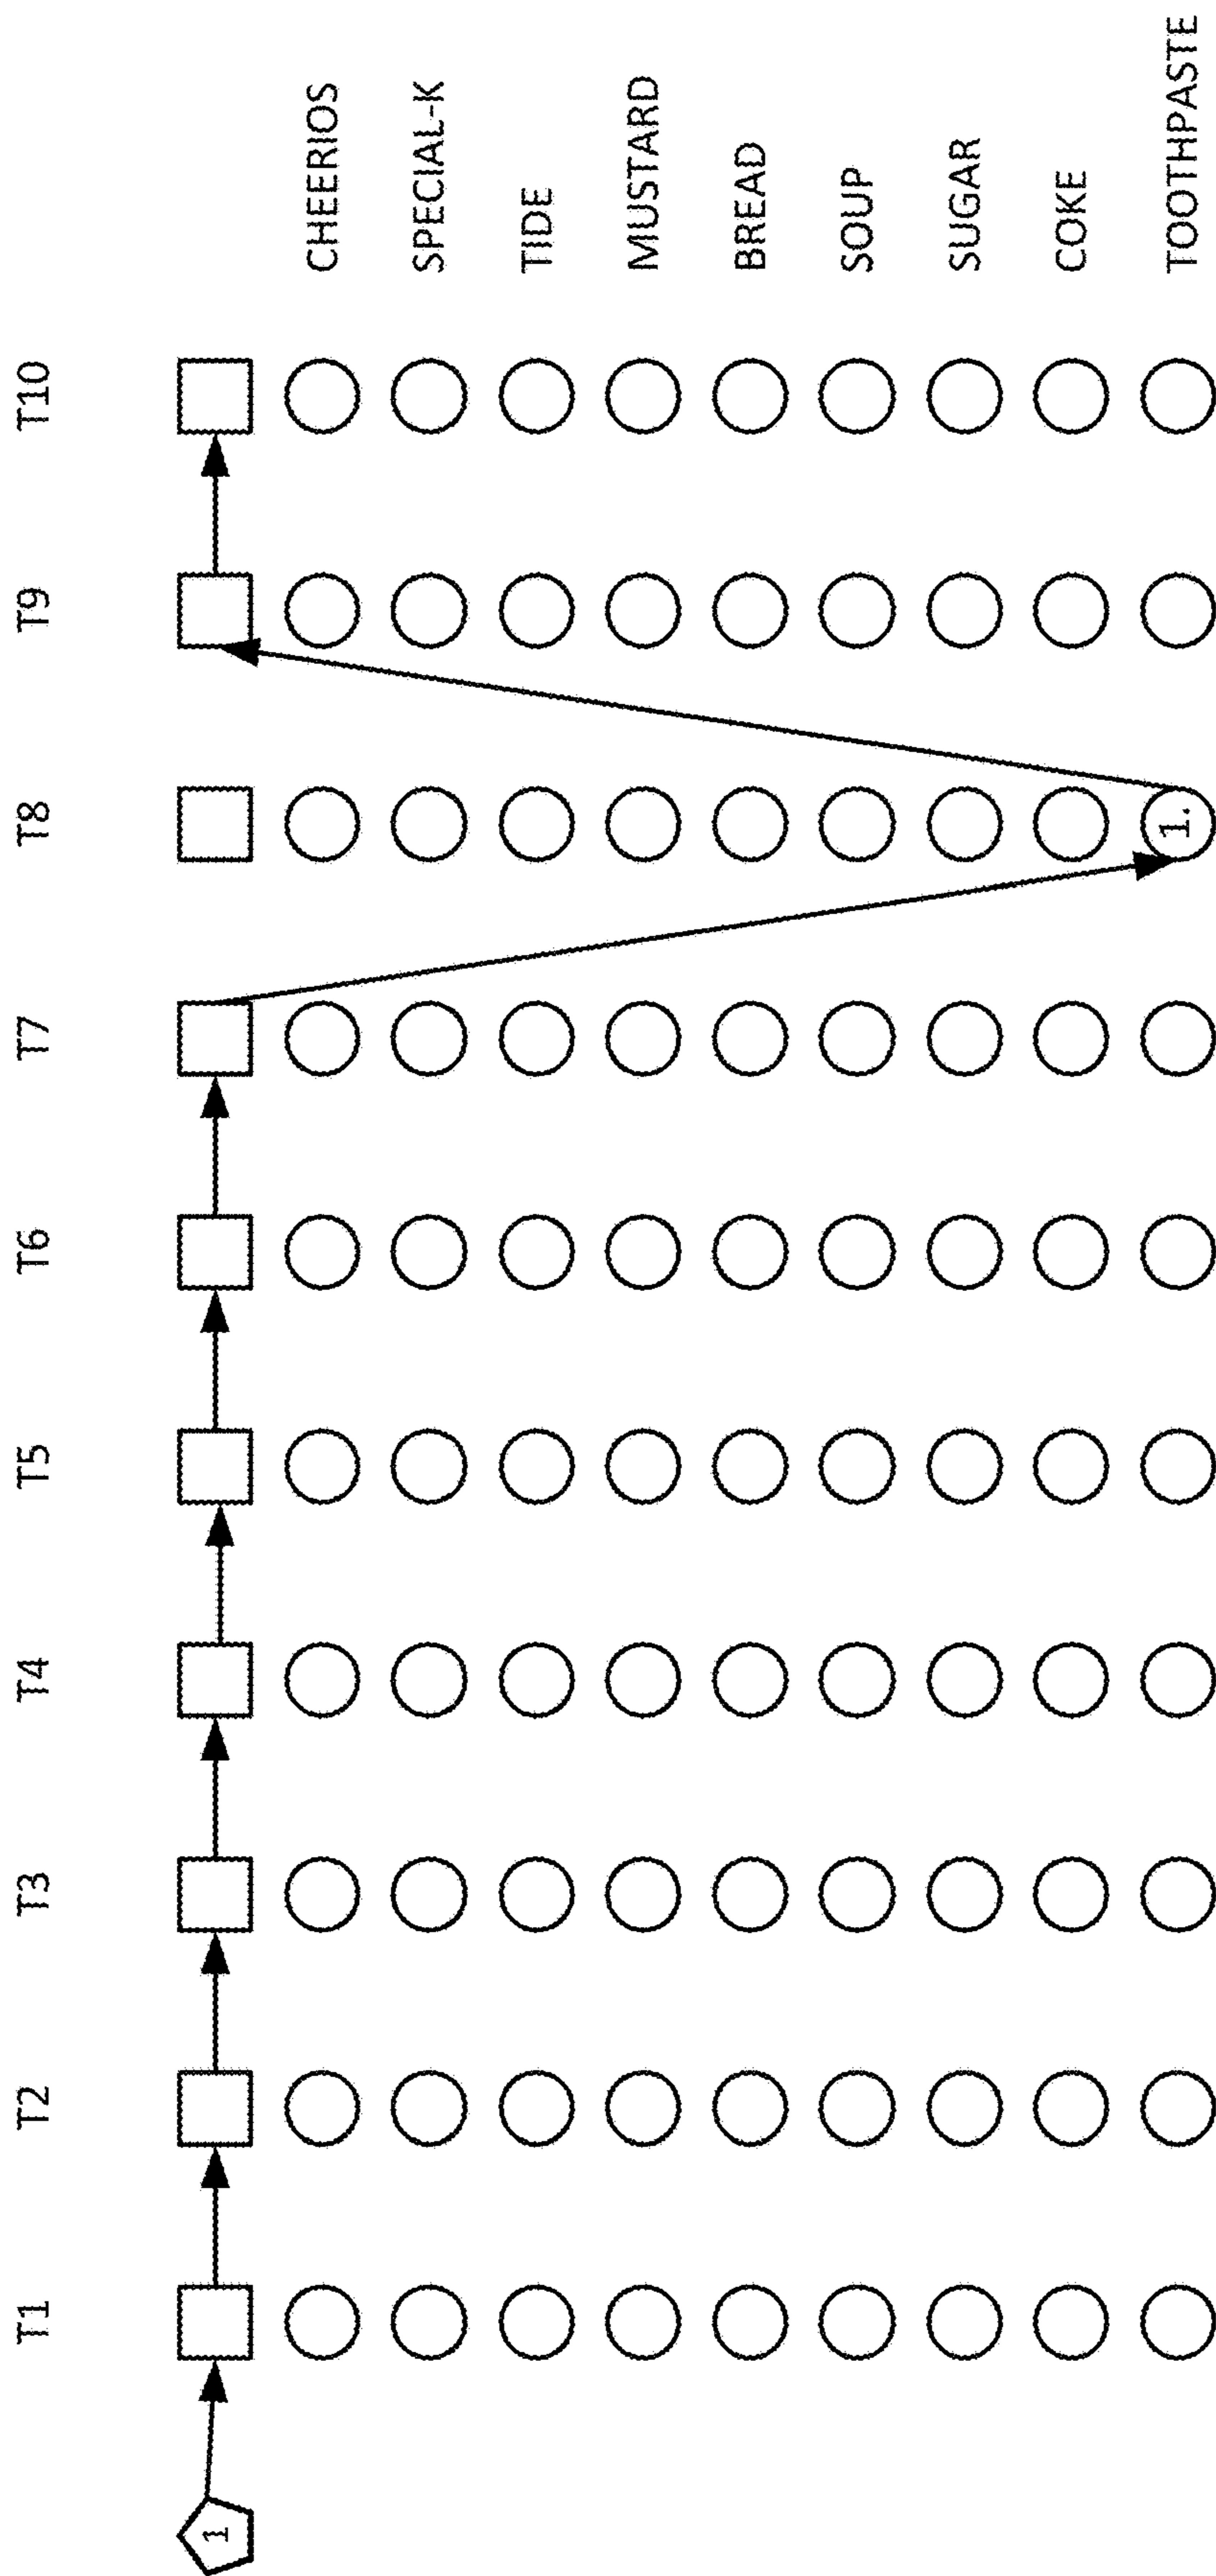 T1 T2 T3 T4 T5 T6 T7 T8 T9 T10
1
CHEERIOS
SPECIAL-K
TIDE
MUSTARD
BREAD
SOUP
SUGAR
COKE
1. TOOTHPASTE